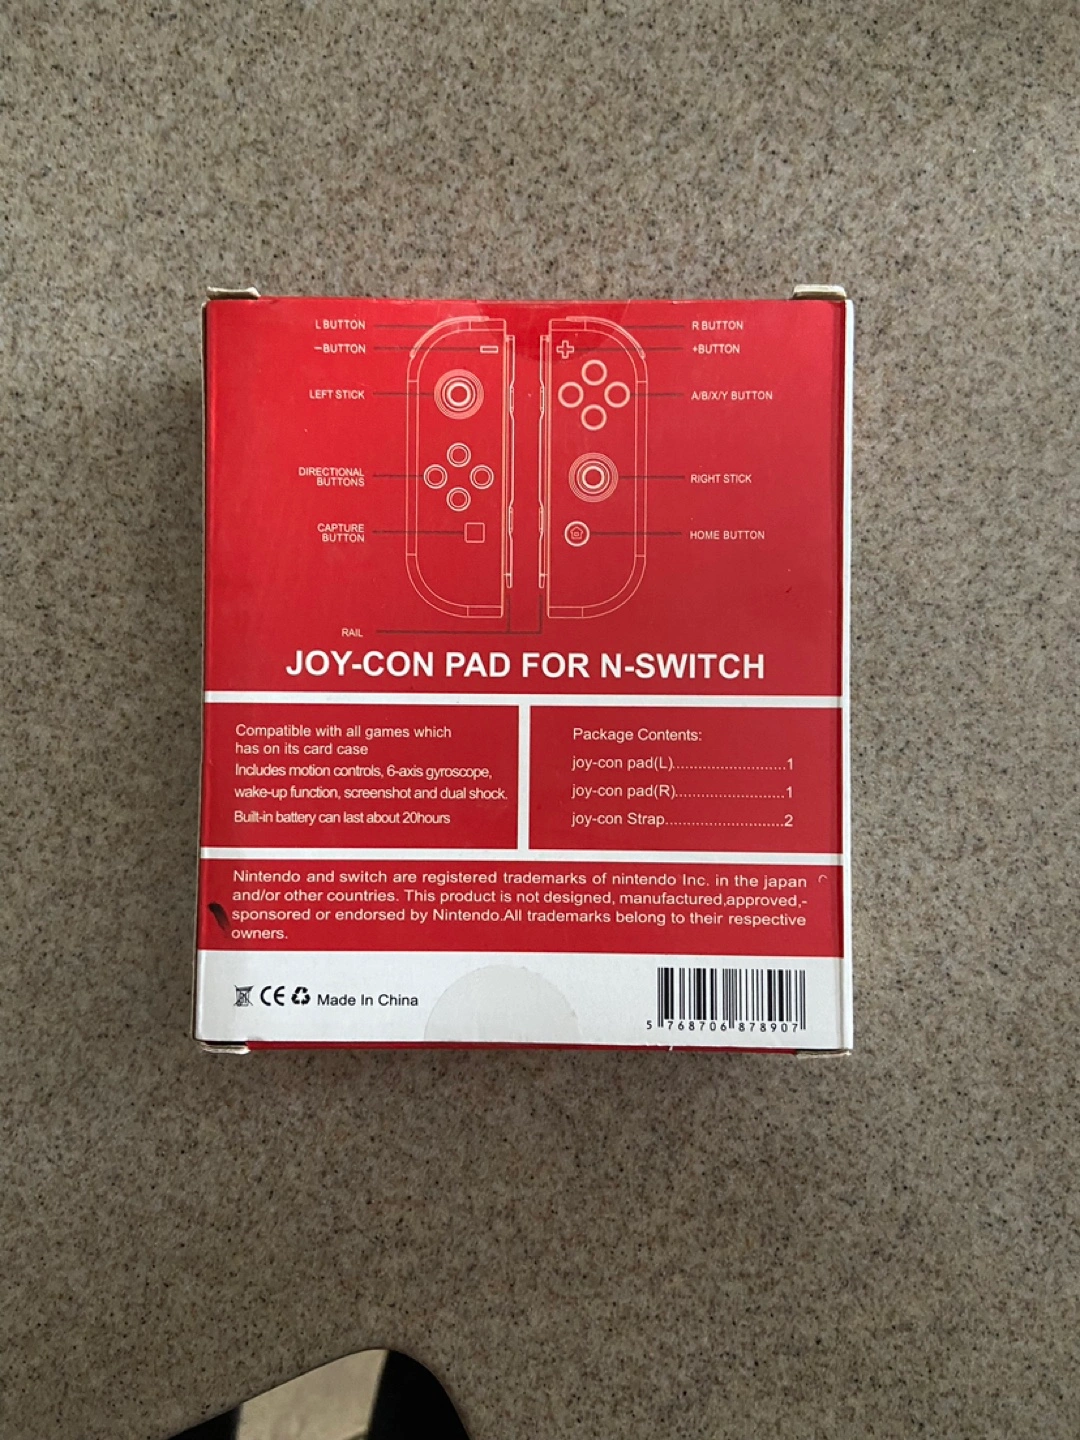 L BUTTON
R BUTTON
–BUTTON
+BUTTON
LEFT STICK
A/B/X/Y BUTTON
DIRECTIONAL
BUTTONS
RIGHT STICK
CAPTURE
BUTTON
HOME BUTTON
RAIL
JOY-CON PAD FOR N-SWITCH
Compatible with all games which
has on its card case
Includes motion controls, 6-axis gyroscope,
wake-up function, screenshot and dual shock.
Built-in battery can last about 20hours
Package Contents:
joy-con pad(L)..........................1
joy-con pad(R).........................1
joy-con Strap...........................2
Nintendo and switch are registered trademarks of nintendo Inc. in the japan
and/or other countries. This product is not designed, manufactured,approved,-
sponsored or endorsed by Nintendo.All trademarks belong to their respective
owners.
CE Made In China
5 768706 878907